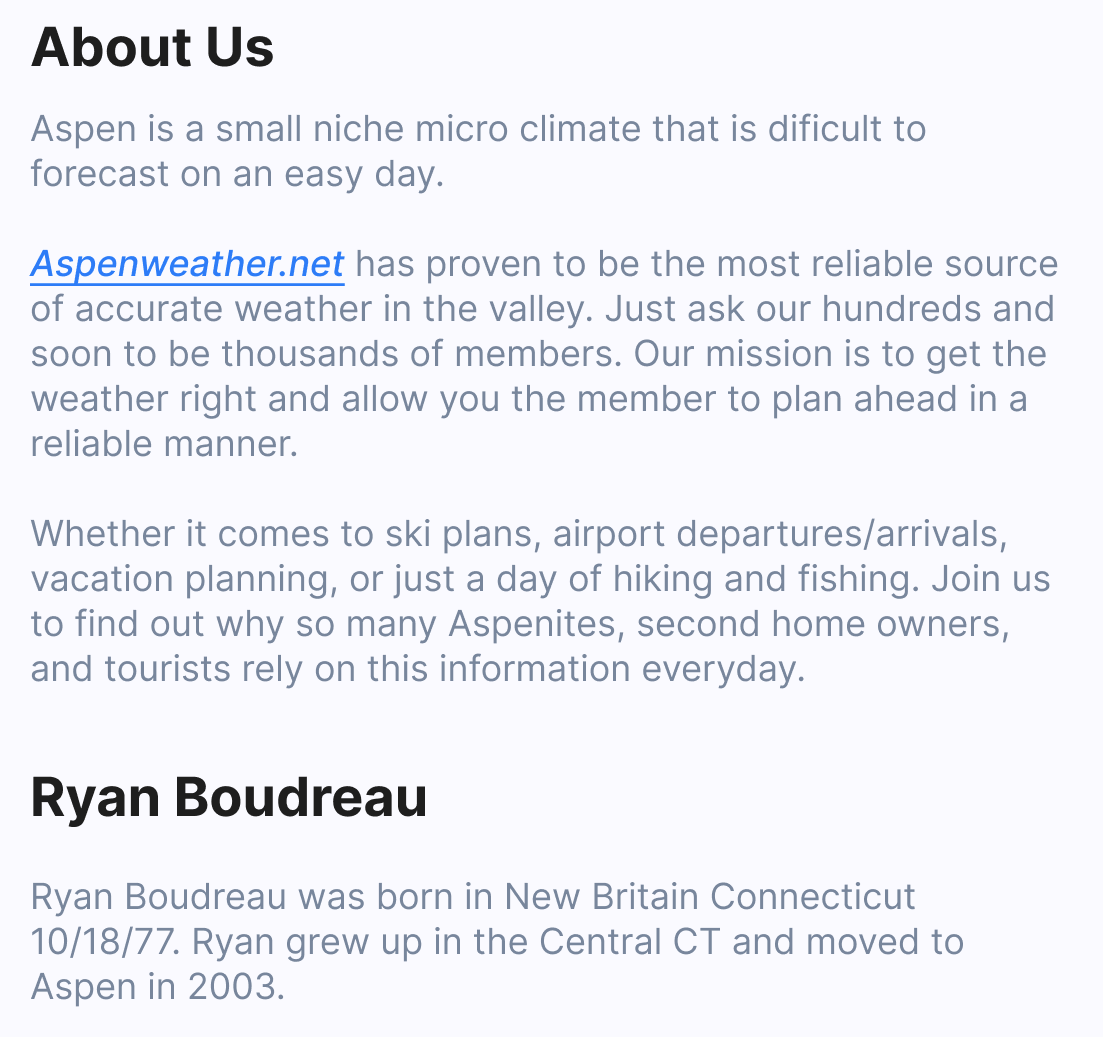 About Us
Aspen is a small niche micro climate that is dificult to
forecast on an easy day.
Aspenweather.net has proven to be the most reliable source
of accurate weather in the valley. Just ask our hundreds and
soon to be thousands of members. Our mission is to get the
weather right and allow you the member to plan ahead in a
reliable manner.
Whether it comes to ski plans, airport departures/arrivals,
vacation planning, or just a day of hiking and fishing. Join us
to find out why so many Aspenites, second home owners,
and tourists rely on this information everyday.
Ryan Boudreau
Ryan Boudreau was born in New Britain Connecticut
10/18/77. Ryan grew up in the Central CT and moved to
Aspen in 2003.